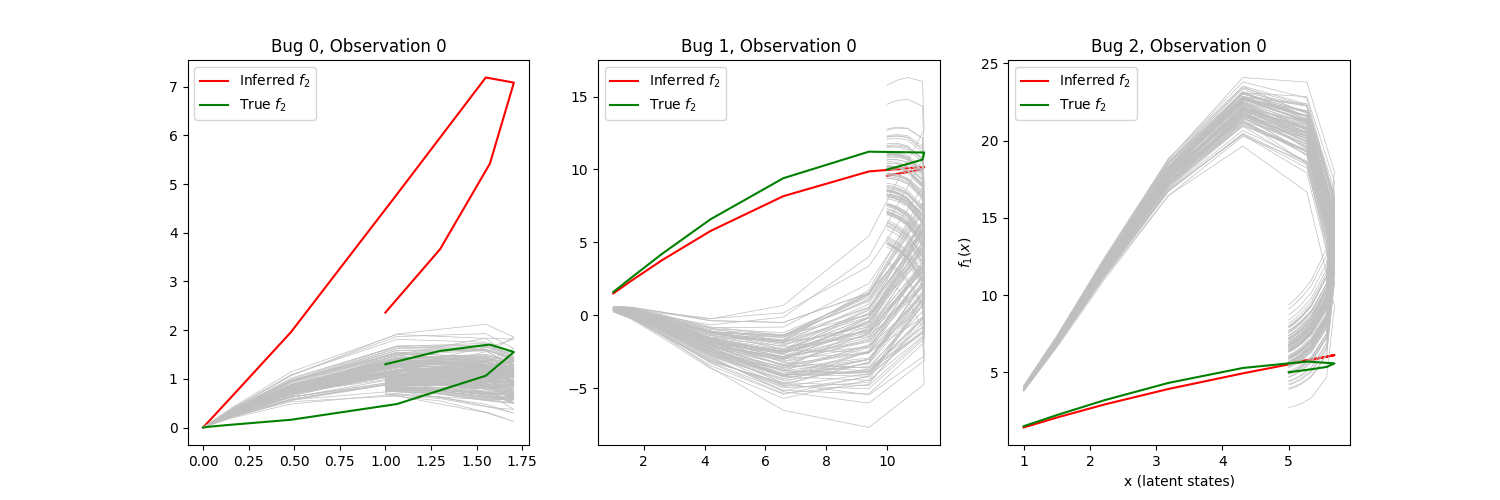 Bug 0, Observation 0
Inferred f₂
True f₂
7
6
5
4
3
2
1
0
0.00 0.25 0.50 0.75 1.00 1.25 1.50 1.75
Bug 1, Observation 0
Inferred f₂
True f₂
15
10
5
0
−5
2 4 6 8 10
Bug 2, Observation 0
Inferred f₂
True f₂
25
20
15
10
5
f₁(x)
1 2 3 4 5
x (latent states)